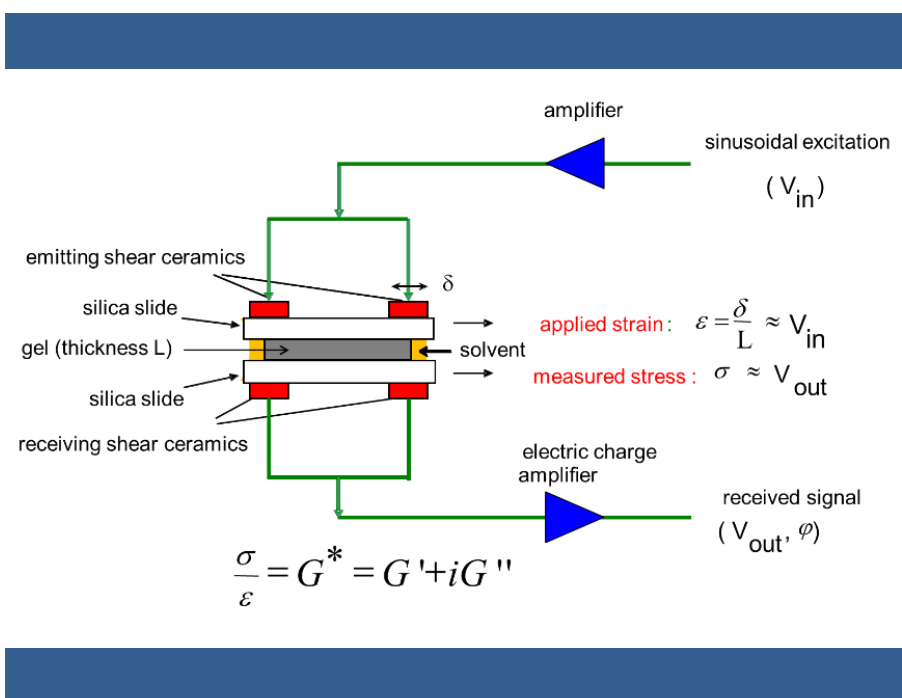 amplifier
sinusoidal excitation
( V_in )
emitting shear ceramics
δ
silica slide
applied strain : ε = δ/L ≈ V_in
gel (thickness L)
solvent
measured stress : σ ≈ V_out
silica slide
receiving shear ceramics
electric charge
amplifier
received signal
( V_out, φ)
σ/ε = G* = G'+iG"